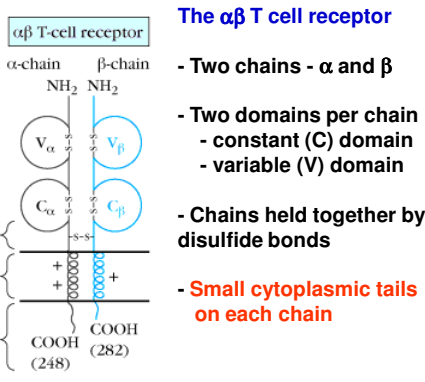 αβ T-cell receptor
α-chain β-chain
NH2 NH2
Vα -s-s- -s-s- Vβ
Cα -s-s- -s-s- Cβ
-s-s-
+
+ +
COOH COOH
(248) (282)
The αβ T cell receptor
- Two chains - α and β
- Two domains per chain
- constant (C) domain
- variable (V) domain
- Chains held together by
disulfide bonds
- Small cytoplasmic tails
on each chain